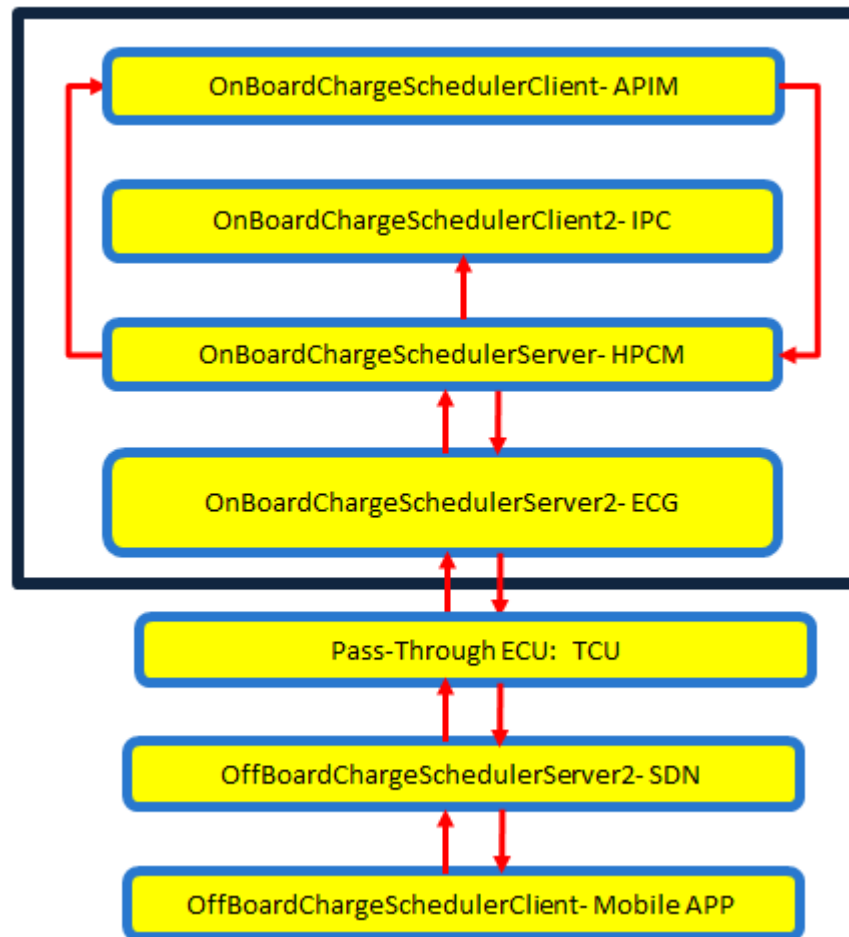 OnBoardChargeSchedulerClient- APIM
OnBoardChargeSchedulerClient2- IPC
OnBoardChargeSchedulerServer- HPCM
OnBoardChargeSchedulerServer2- ECG
Pass-Through ECU: TCU
OffBoardChargeSchedulerServer2- SDN
OffBoardChargeSchedulerClient- Mobile APP